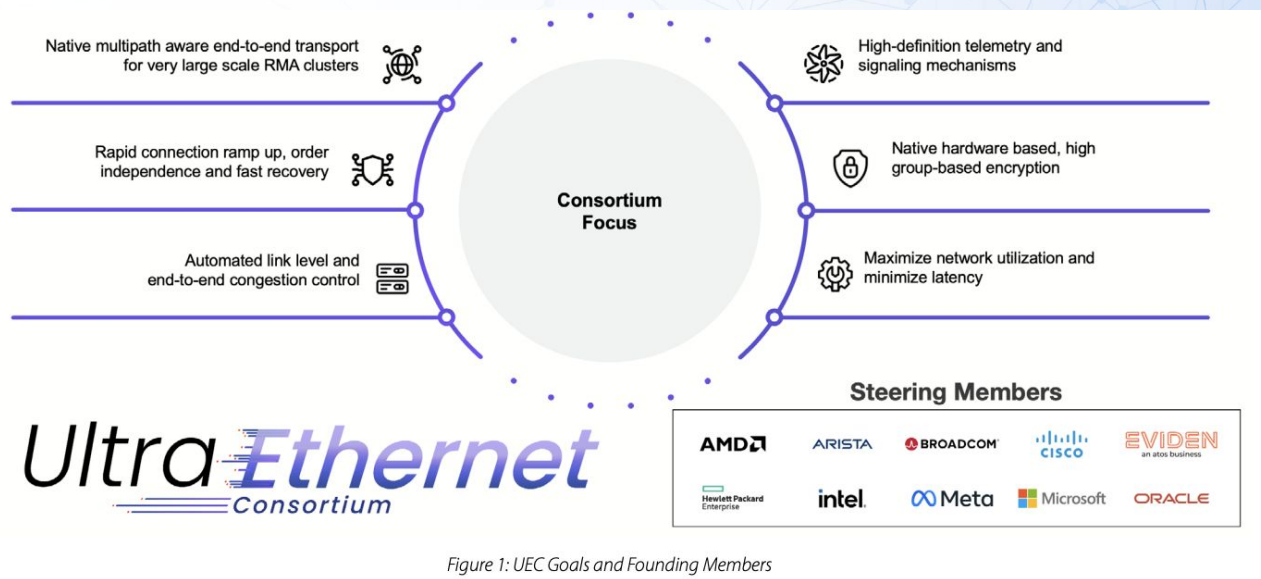 Native multipath aware end-to-end transport
for very large scale RMA clusters
Rapid connection ramp up, order
independence and fast recovery
Automated link level and
end-to-end congestion control
Consortium
Focus
High-definition telemetry and
signaling mechanisms
Native hardware based, high
group-based encryption
Maximize network utilization and
minimize latency
Ultra Ethernet
Consortium
Steering Members
AMD
ARISTA
BROADCOM
CISCO
EVIDEN
an atos business
Hewlett Packard
Enterprise
intel.
Meta
Microsoft
ORACLE
Figure 1: UEC Goals and Founding Members